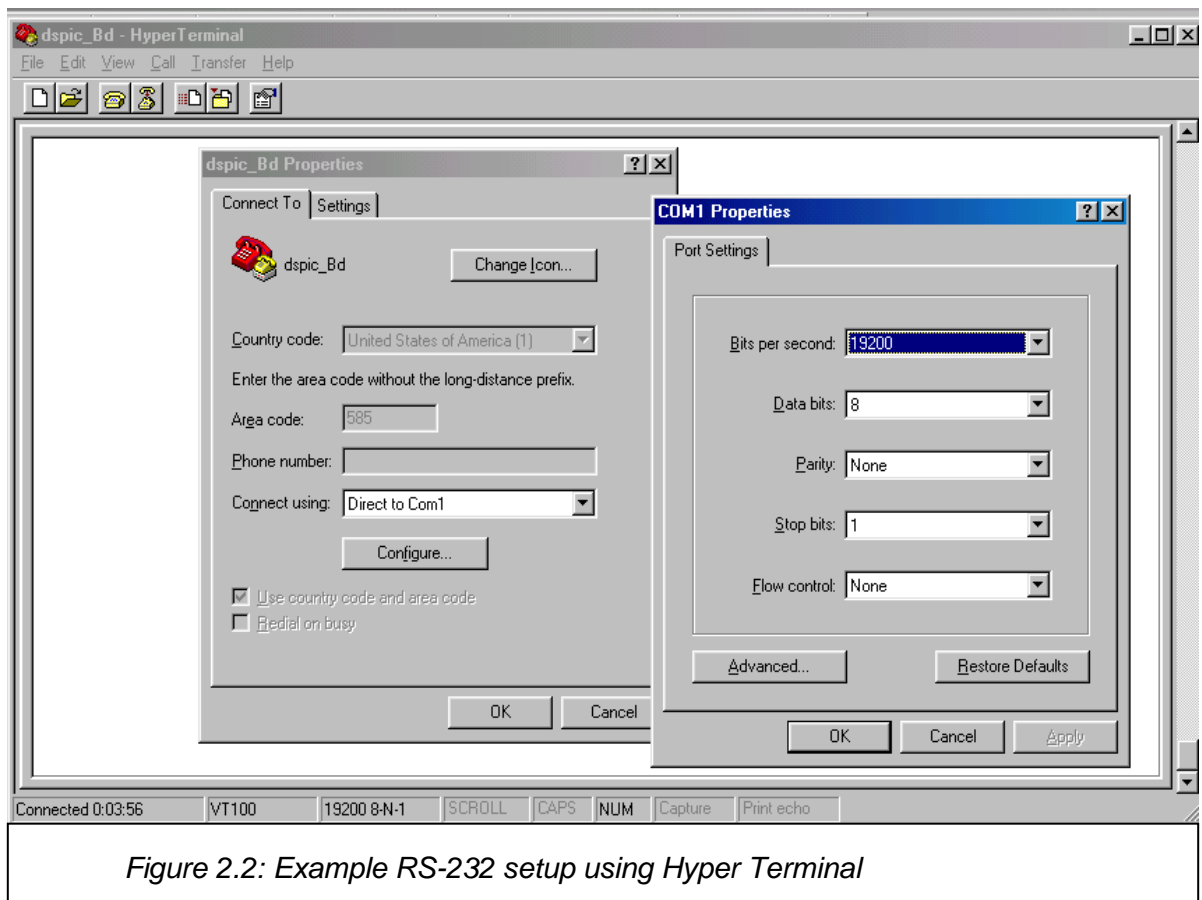 dspic_Bd - HyperTerminal
File Edit View Call Transfer Help
dspic_Bd Properties
Connect To Settings
dspic_Bd
Change Icon...
Country code: United States of America (1)
Enter the area code without the long-distance prefix.
Area code: 585
Phone number:
Connect using: Direct to Com1
Configure...
Use country code and area code
Redial on busy
OK Cancel
COM1 Properties
Port Settings
Bits per second: 19200
Data bits: 8
Parity: None
Stop bits: 1
Flow control: None
Advanced... Restore Defaults
OK Cancel Apply
Connected 0:03:56 VT100 19200 8-N-1 SCROLL CAPS NUM Capture Print echo
Figure 2.2: Example RS-232 setup using Hyper Terminal